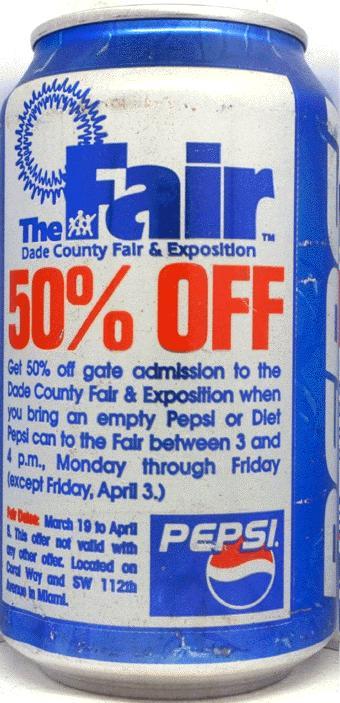 The Fair™
Dade County Fair & Exposition
50% OFF
Get 50% off gate admission to the
Dade County Fair & Exposition when
you bring an empty Pepsi or Diet
Pepsi can to the Fair between 3 and
4 p.m., Monday through Friday
(except Friday, April 3.)
Fair Dates: March 19 to April
5. This offer not valid with
any other offer. Located on
Coral Way and SW 112th
Avenue in Miami.
PEPSI.